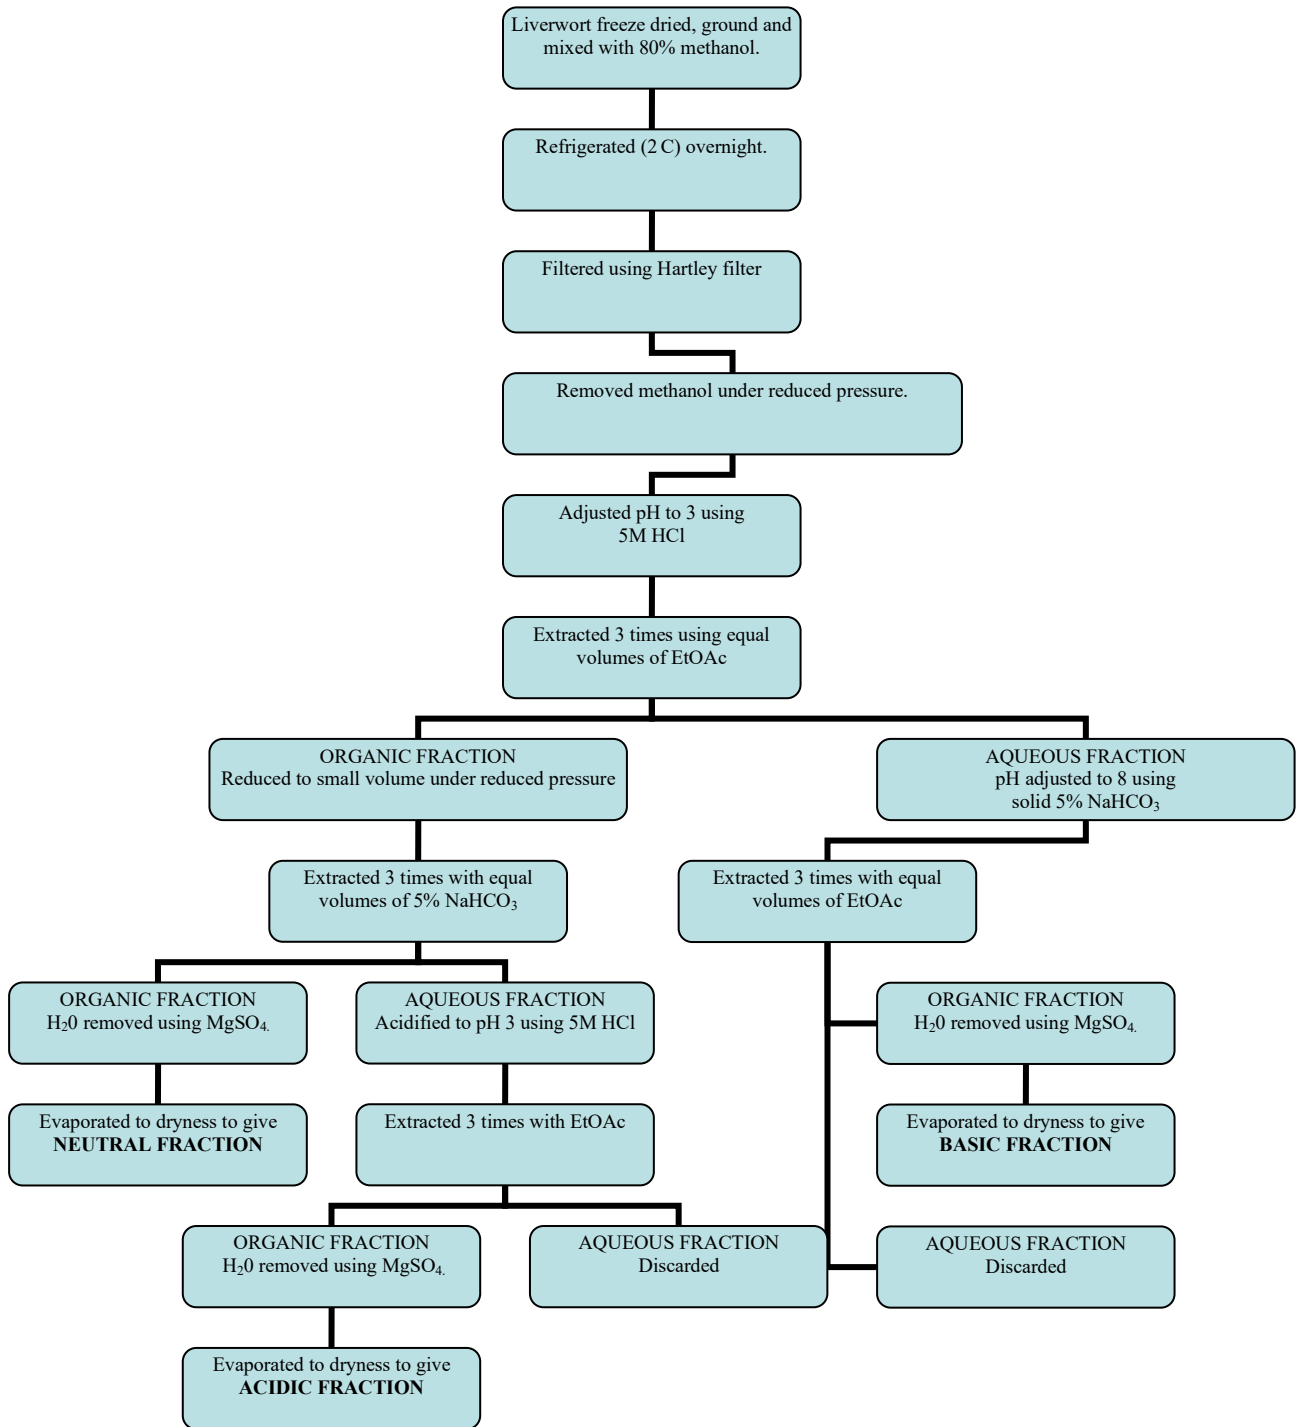 Liverwort freeze dried, ground and
mixed with 80% methanol.
Refrigerated (2 C) overnight.
Filtered using Hartley filter
Removed methanol under reduced pressure.
Adjusted pH to 3 using
5M HCl
Extracted 3 times using equal
volumes of EtOAc
ORGANIC FRACTION
Reduced to small volume under reduced pressure
AQUEOUS FRACTION
pH adjusted to 8 using
solid 5% NaHCO₃
Extracted 3 times with equal
volumes of 5% NaHCO₃
Extracted 3 times with equal
volumes of EtOAc
ORGANIC FRACTION
H₂0 removed using MgSO₄.
AQUEOUS FRACTION
Acidified to pH 3 using 5M HCl
ORGANIC FRACTION
H₂0 removed using MgSO₄.
Evaporated to dryness to give
NEUTRAL FRACTION
Extracted 3 times with EtOAc
Evaporated to dryness to give
BASIC FRACTION
ORGANIC FRACTION
H₂0 removed using MgSO₄.
AQUEOUS FRACTION
Discarded
AQUEOUS FRACTION
Discarded
Evaporated to dryness to give
ACIDIC FRACTION